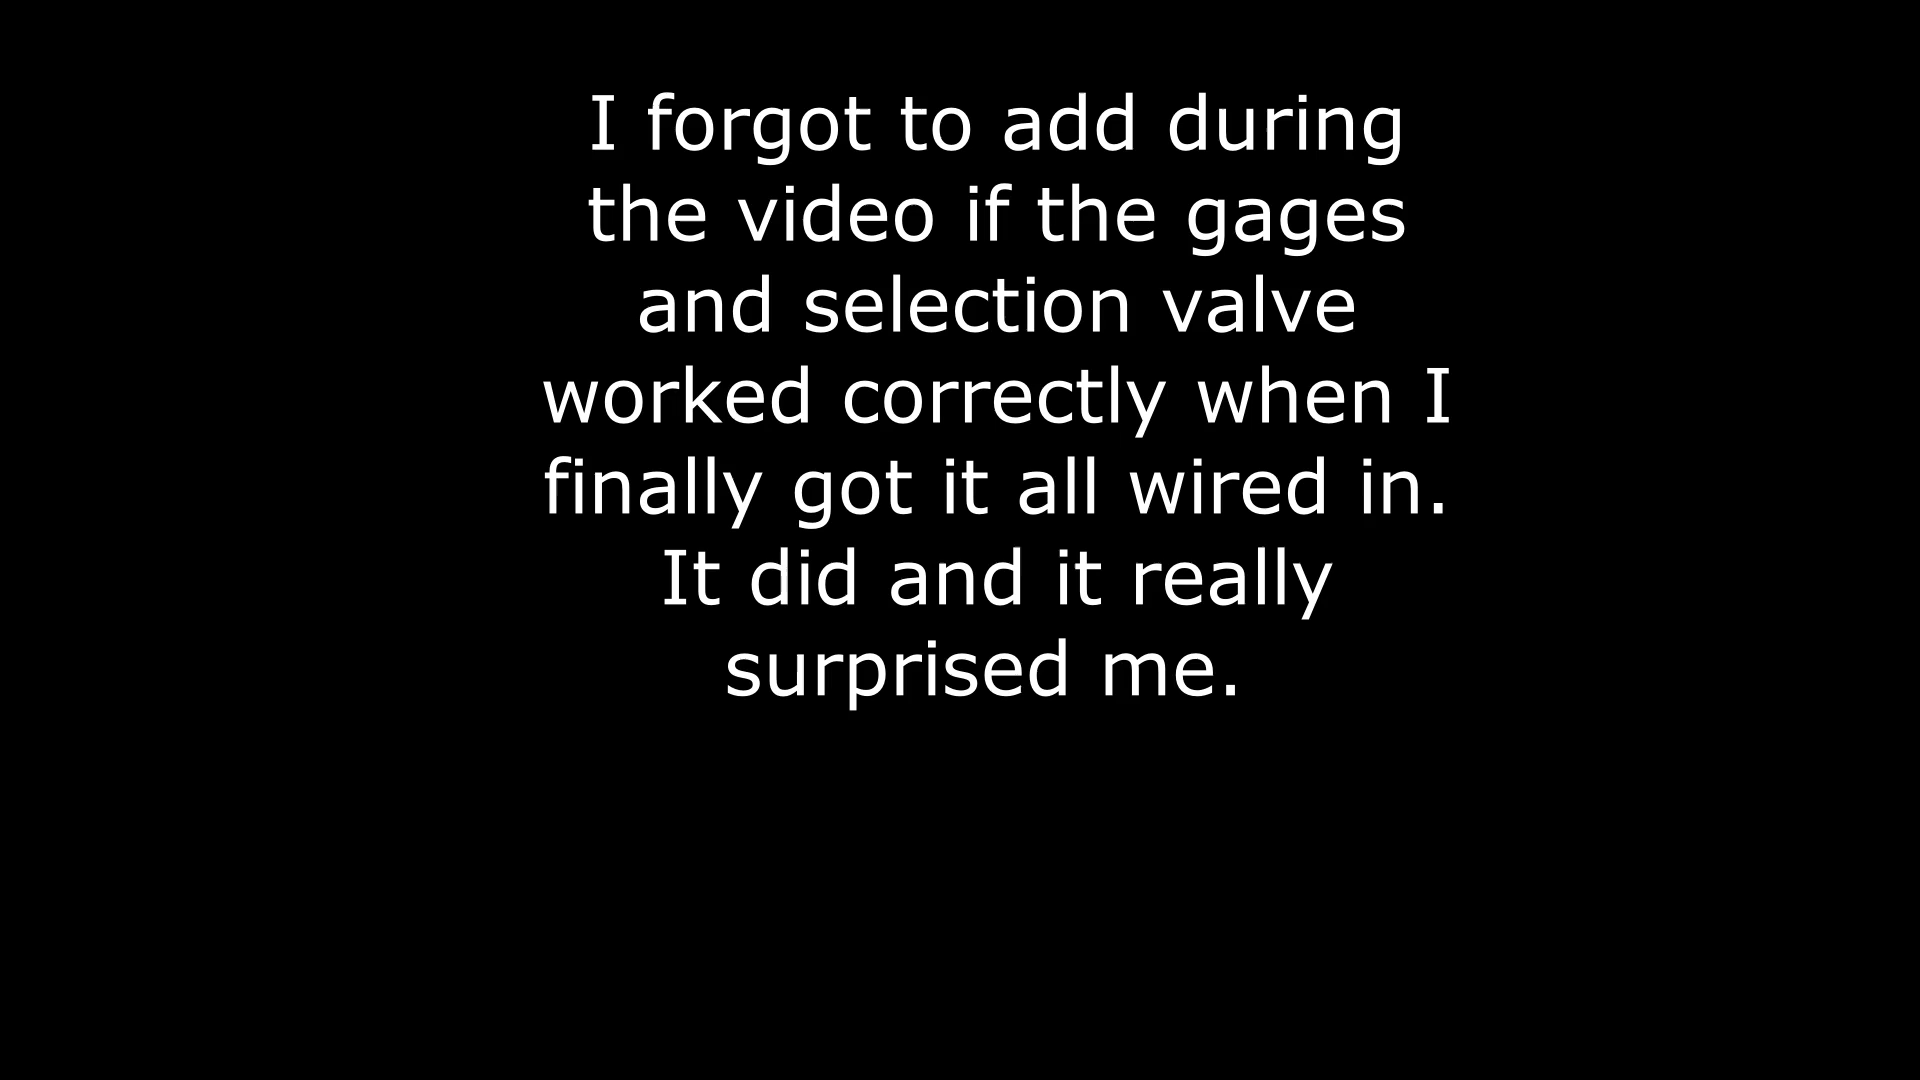 I forgot to add during
the video if the gages
and selection valve
worked correctly when I
finally got it all wired in.
It did and it really
surprised me.